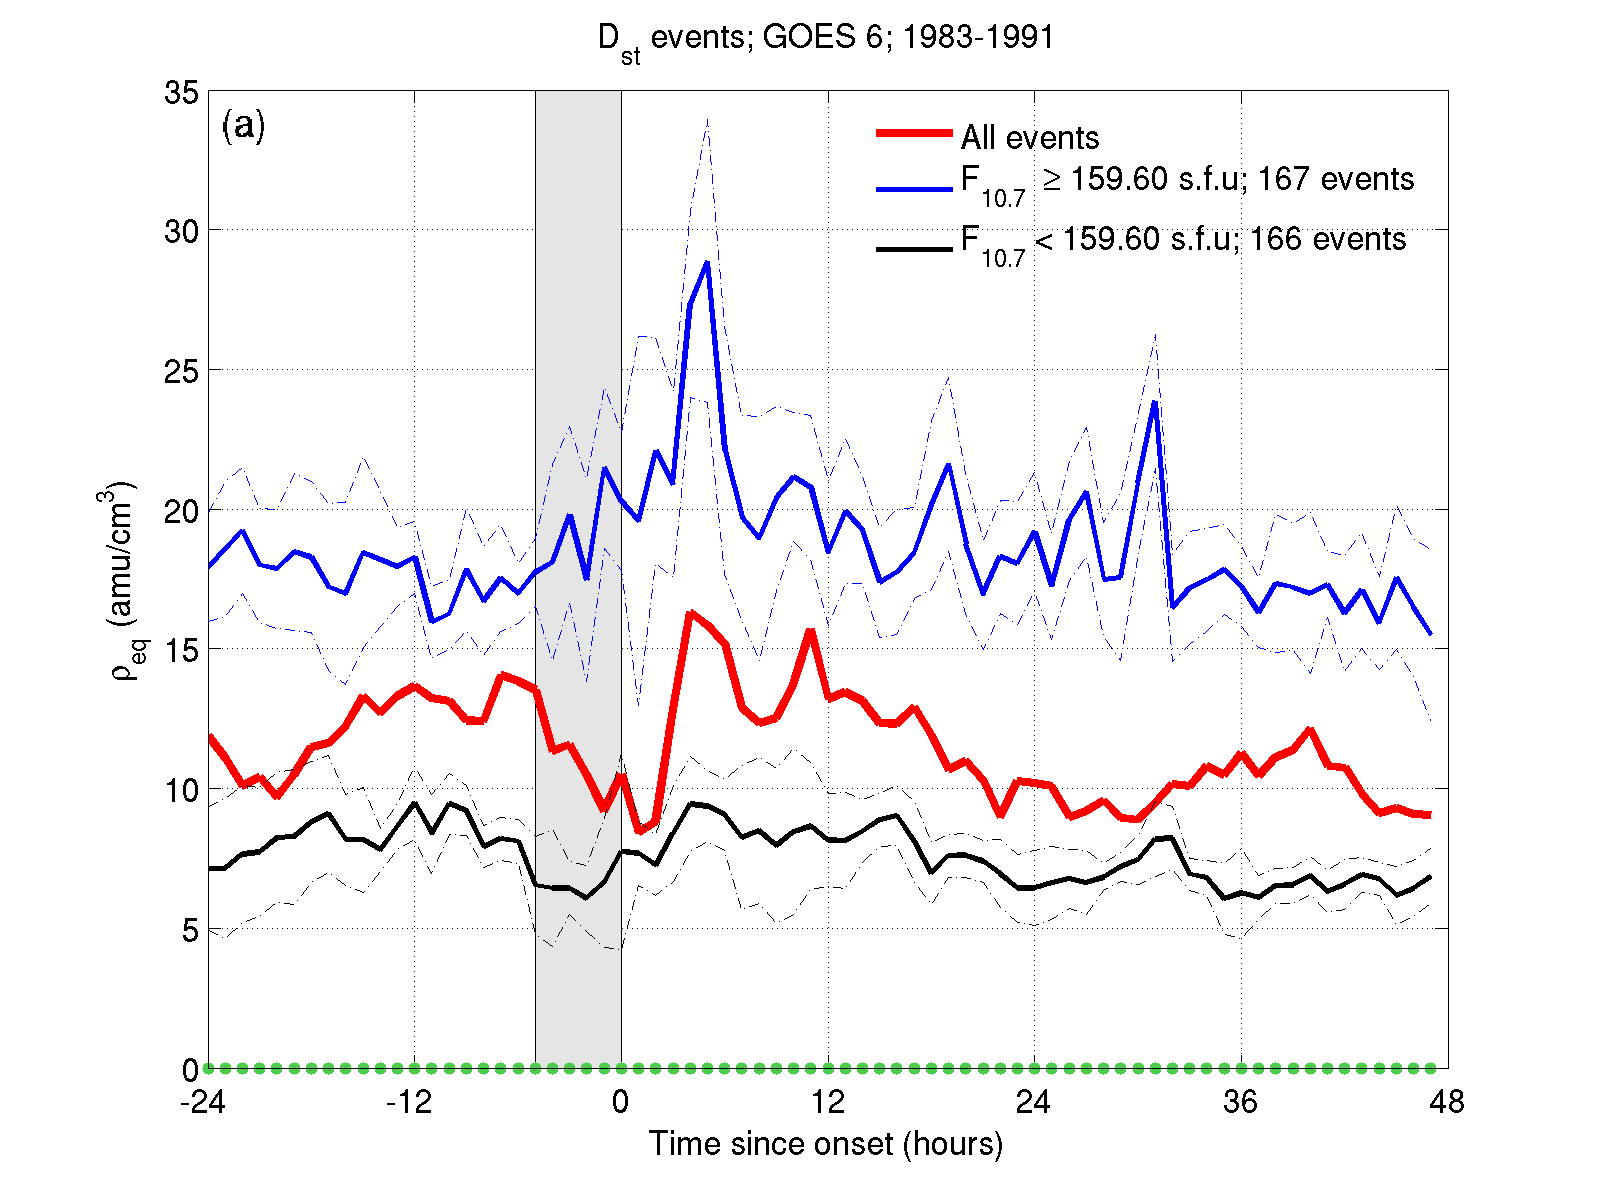 D_st events; GOES 6; 1983-1991
(a)
All events
F_10.7 ≥ 159.60 s.f.u; 167 events
F_10.7 < 159.60 s.f.u; 166 events
ρ_eq (amu/cm^3)
35
30
25
20
15
10
5
0
-24 -12 0 12 24 36 48
Time since onset (hours)